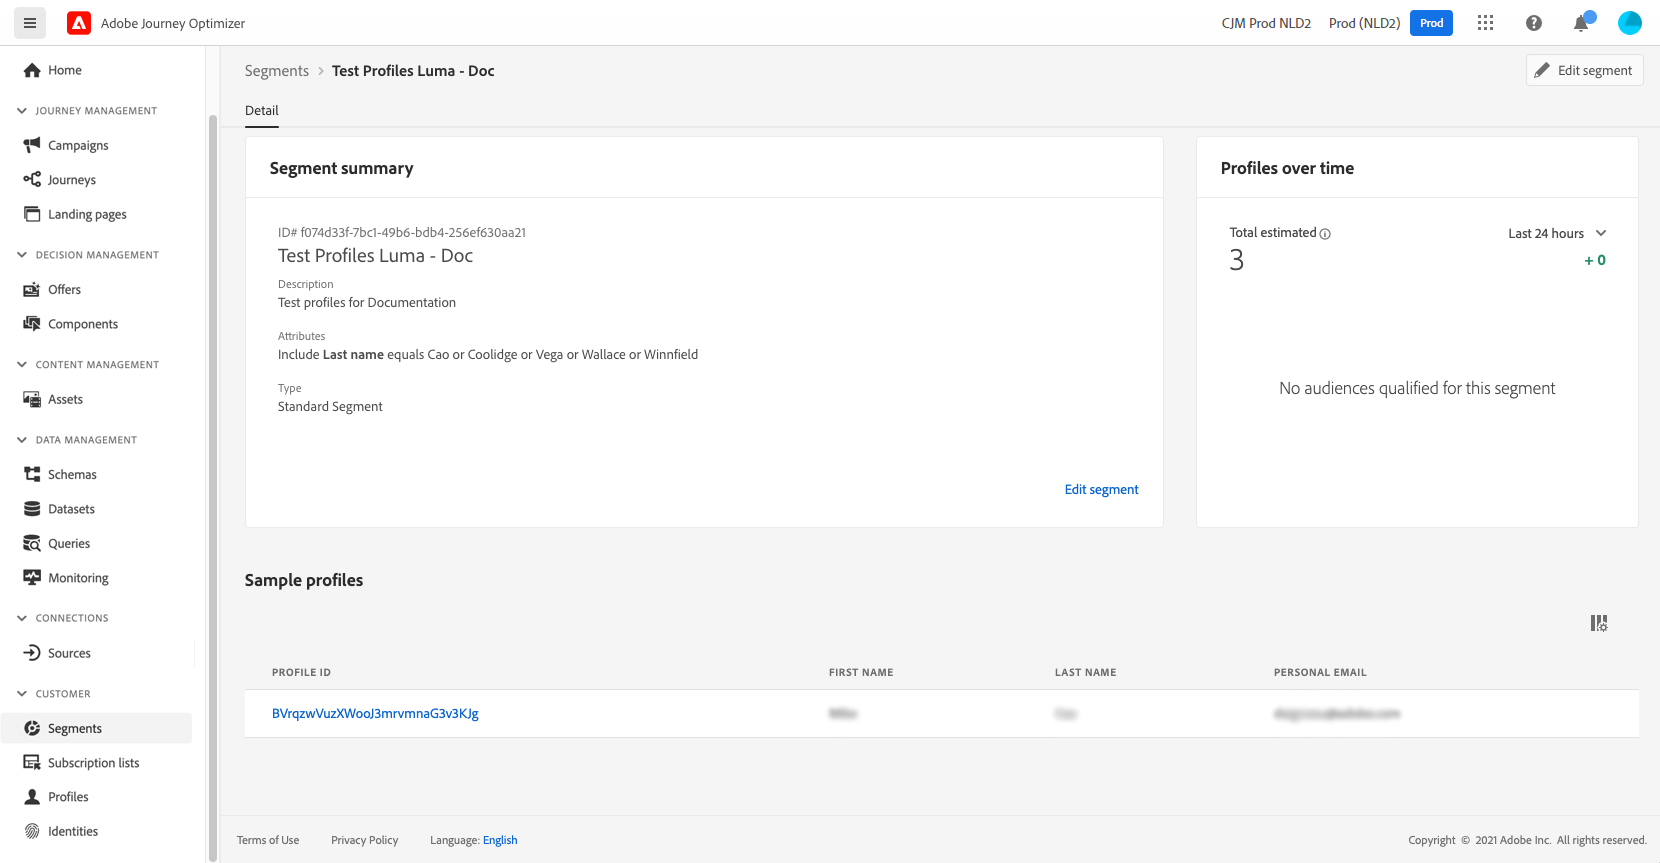 Adobe Journey Optimizer
CJM Prod NLD2 Prod (NLD2) Prod
Home
JOURNEY MANAGEMENT
Campaigns
Journeys
Landing pages
DECISION MANAGEMENT
Offers
Components
CONTENT MANAGEMENT
Assets
DATA MANAGEMENT
Schemas
Datasets
Queries
Monitoring
CONNECTIONS
Sources
CUSTOMER
Segments
Subscription lists
Profiles
Identities
Segments > Test Profiles Luma - Doc
Edit segment
Detail
Segment summary
ID# f074d33f-7bc1-49b6-bdb4-256ef630aa21
Test Profiles Luma - Doc
Description
Test profiles for Documentation
Attributes
Include Last name equals Cao or Coolidge or Vega or Wallace or Winnfield
Type
Standard Segment
Edit segment
Profiles over time
Total estimated
Last 24 hours
3
+ 0
No audiences qualified for this segment
Sample profiles
PROFILE ID FIRST NAME LAST NAME PERSONAL EMAIL
BVrqzwVuzXWooJ3mrvmnaG3v3KJg
Terms of Use Privacy Policy Language: English
Copyright © 2021 Adobe Inc. All rights reserved.